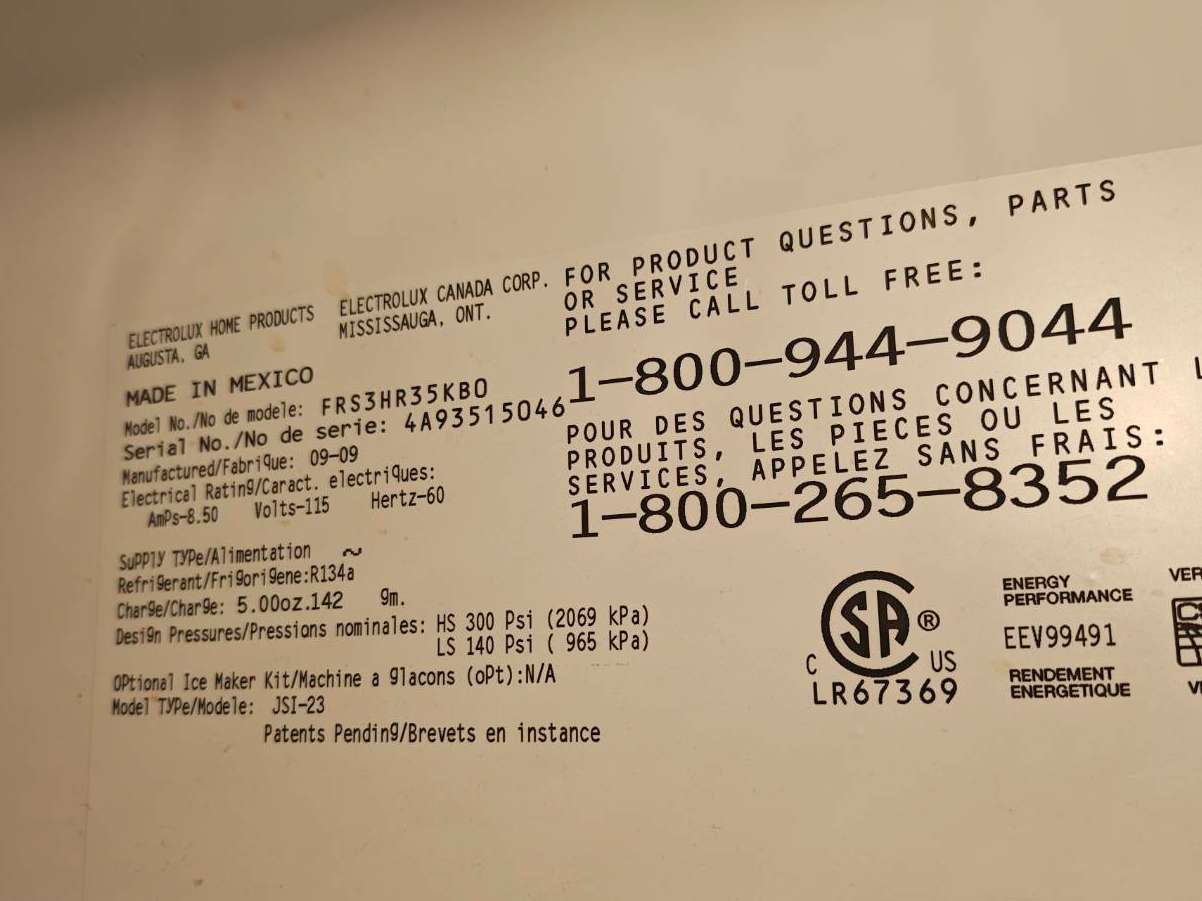 ELECTROLUX HOME PRODUCTS
AUGUSTA, GA
ELECTROLUX CANADA CORP.
MISSISSAUGA, ONT.
MADE IN MEXICO
Model No./No de modele: FRS3HR35KB0
Serial No./No de serie: 4A93515046
Manufactured/Fabrique: 09-09
Electrical Rating/Caract. electriques:
Amps-8.50 Volts-115 Hertz-60
Supply Type/Alimentation ~
Refrigerant/Frigorigene:R134a
Charge/Charge: 5.00oz.142 gm.
Design Pressures/Pressions nominales: HS 300 Psi (2069 kPa)
LS 140 Psi ( 965 kPa)
Optional Ice Maker Kit/Machine a glacons (opt):N/A
Model Type/Modele: JSI-23
Patents Pending/Brevets en instance
FOR PRODUCT QUESTIONS, PARTS
OR SERVICE
PLEASE CALL TOLL FREE:
1-800-944-9044
POUR DES QUESTIONS CONCERNANT L
PRODUITS, LES PIECES OU LES
SERVICES, APPELEZ SANS FRAIS:
1-800-265-8352
SA ®
C US
LR67369
ENERGY
PERFORMANCE
EEV99491
RENDEMENT
ENERGETIQUE
VER